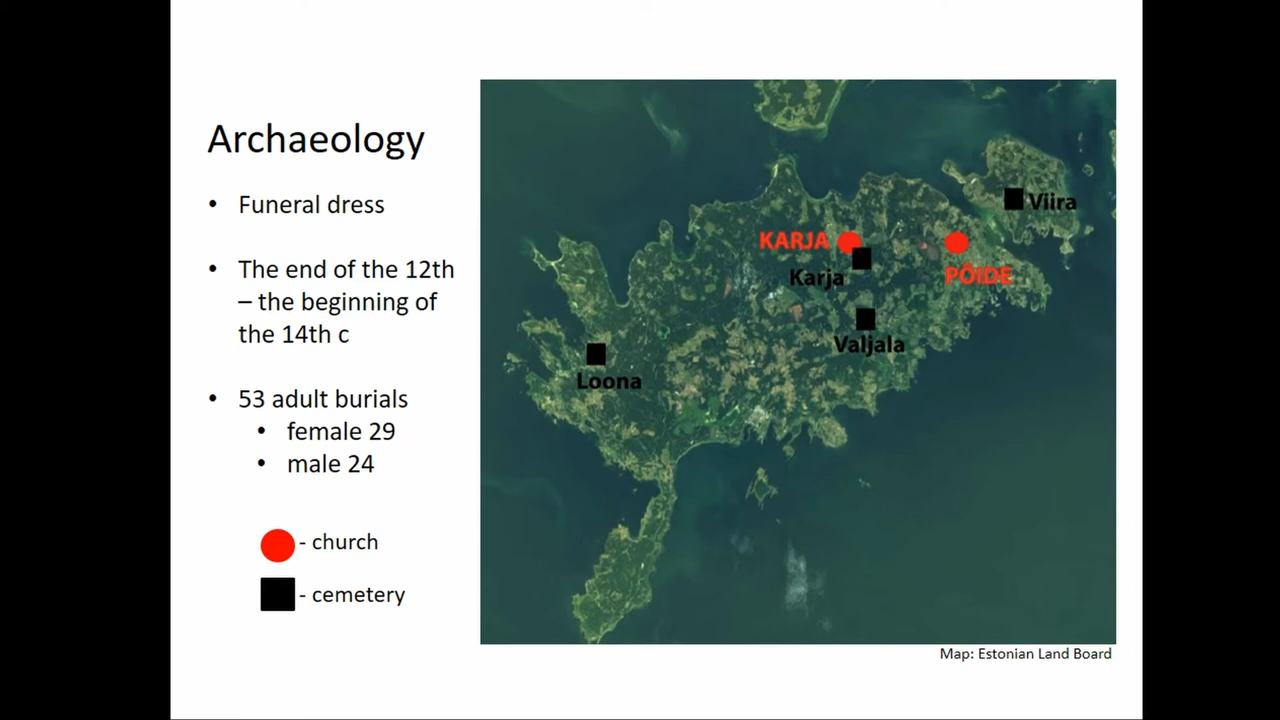 Archaeology
• Funeral dress
• The end of the 12th
– the beginning of
the 14th c
• 53 adult burials
• female 29
• male 24
- church
- cemetery
Viira
KARJA
Karja
PÖIDE
Valjala
Loona
Map: Estonian Land Board